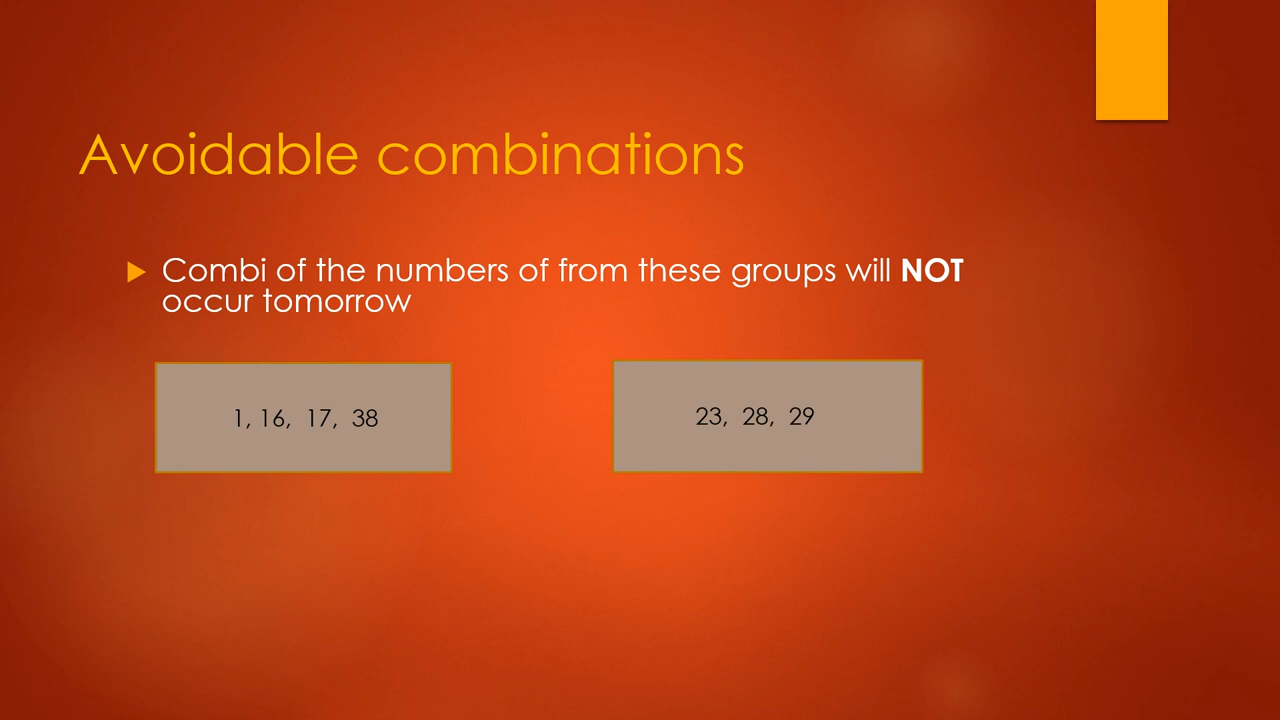 Avoidable combinations
Combi of the numbers of from these groups will NOT
occur tomorrow
1, 16, 17, 38
23, 28, 29